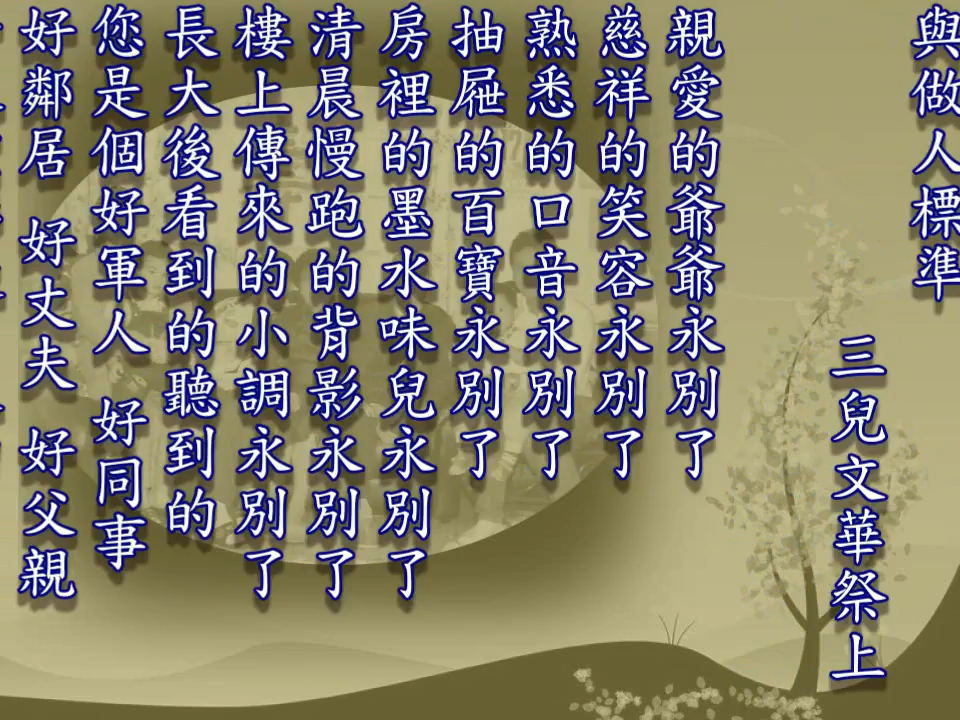 與做人標準
三兒文華祭上
親愛的爺爺永別了
慈祥的笑容永別了
熟悉的口音永別了
抽屜的百寶永別了
房裡的墨水味兒永別了
清晨慢跑的背影永別了
樓上傳來的小調永別了
長大後看到的聽到的
您是個好軍人 好同事
好鄰居 好丈夫 好父親